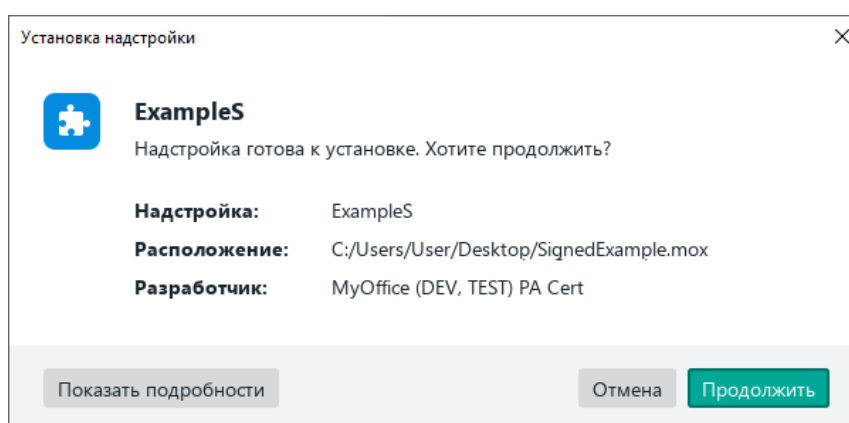 Установка надстройки
ExampleS
Надстройка готова к установке. Хотите продолжить?
Надстройка: ExampleS
Расположение: C:/Users/User/Desktop/SignedExample.mox
Разработчик: MyOffice (DEV, TEST) PA Cert
Показать подробности Отмена Продолжить